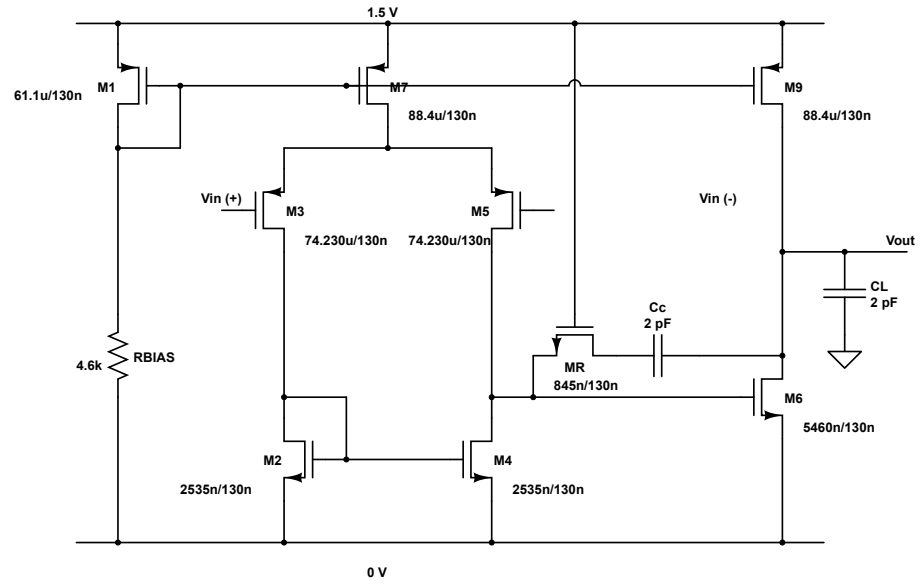 1.5 V
M1
61.1u/130n
M7
88.4u/130n
M9
88.4u/130n
Vin (+)
M3
74.230u/130n
M5
74.230u/130n
Vin (-)
Vout
CL
2 pF
Cc
2 pF
MR
845n/130n
4.6k
RBIAS
M2
2535n/130n
M4
2535n/130n
M6
5460n/130n
0 V